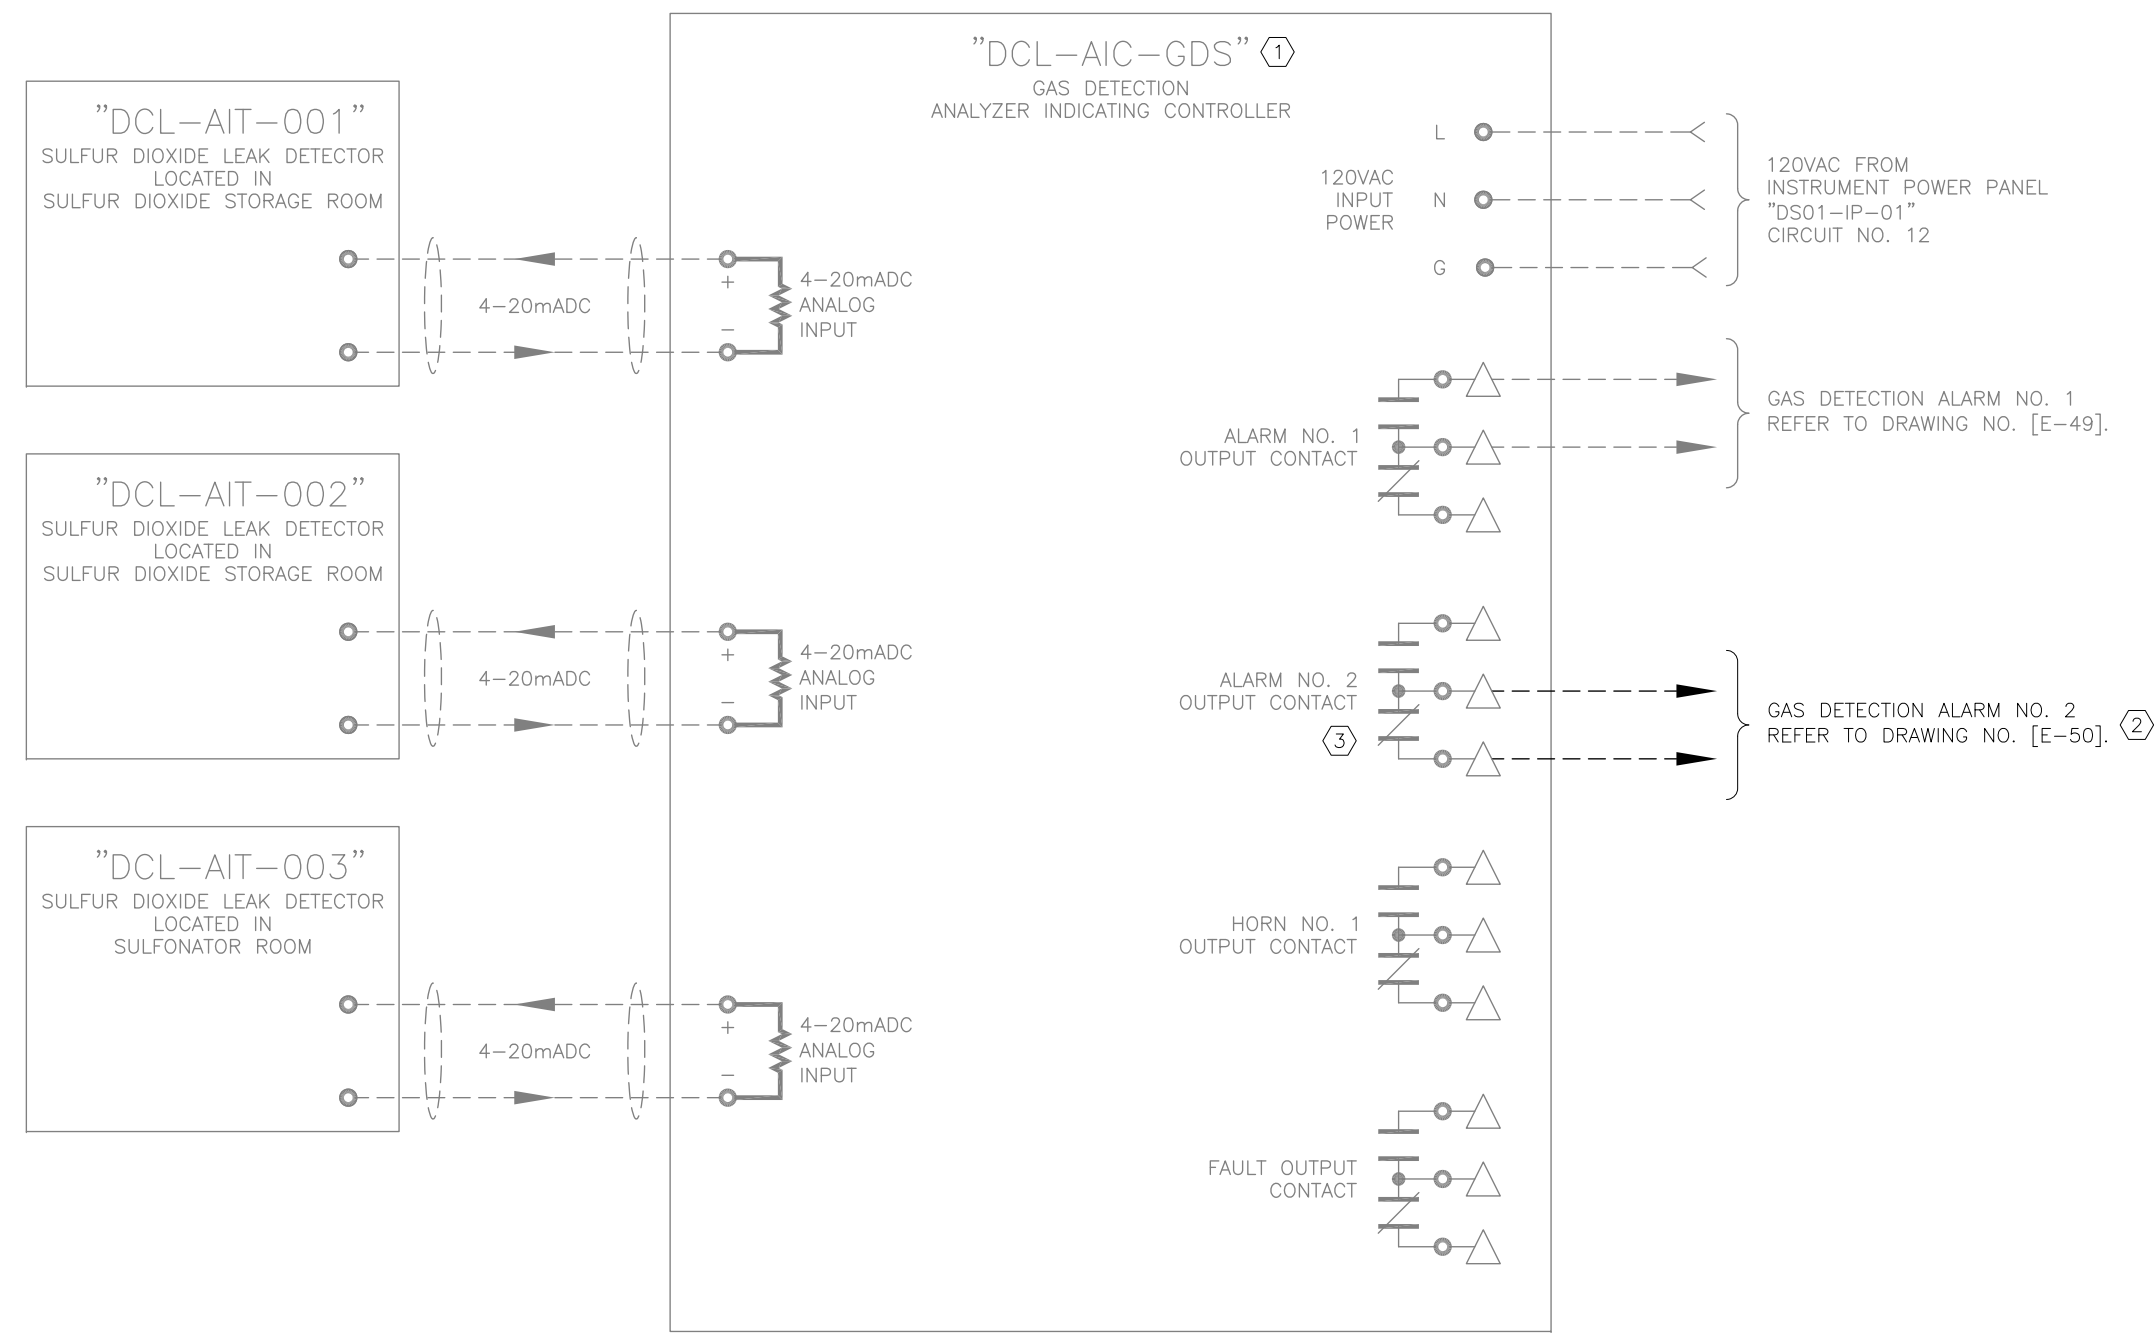 "DCL-AIC-GDS" 1
GAS DETECTION
ANALYZER INDICATING CONTROLLER
"DCL-AIT-001"
SULFUR DIOXIDE LEAK DETECTOR
LOCATED IN
SULFUR DIOXIDE STORAGE ROOM
4-20mADC
+
-
4-20mADC
ANALOG
INPUT
"DCL-AIT-002"
SULFUR DIOXIDE LEAK DETECTOR
LOCATED IN
SULFUR DIOXIDE STORAGE ROOM
4-20mADC
+
-
4-20mADC
ANALOG
INPUT
"DCL-AIT-003"
SULFUR DIOXIDE LEAK DETECTOR
LOCATED IN
SULFONATOR ROOM
4-20mADC
+
-
4-20mADC
ANALOG
INPUT
120VAC
INPUT
POWER
L
N
G
120VAC FROM
INSTRUMENT POWER PANEL
"DS01-IP-01"
CIRCUIT NO. 12
ALARM NO. 1
OUTPUT CONTACT
GAS DETECTION ALARM NO. 1
REFER TO DRAWING NO. [E-49].
ALARM NO. 2
OUTPUT CONTACT
3
GAS DETECTION ALARM NO. 2
REFER TO DRAWING NO. [E-50]. 2
HORN NO. 1
OUTPUT CONTACT
FAULT OUTPUT
CONTACT